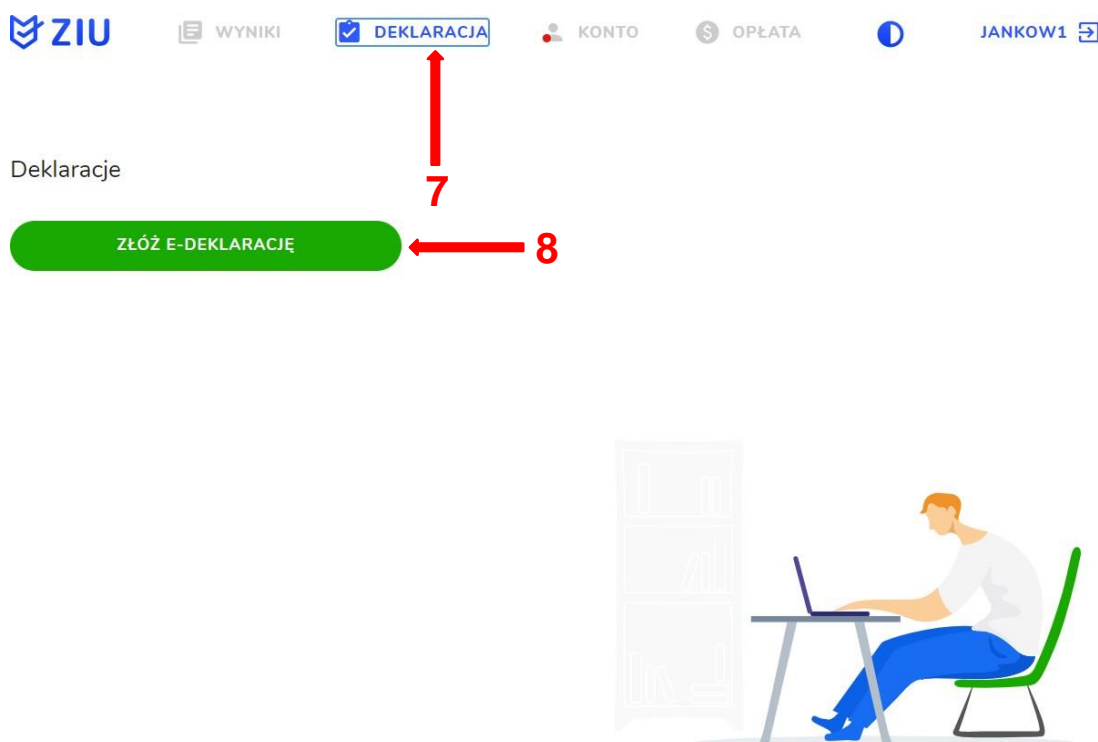 ZIU WYNIKI DEKLARACJA KONTO $ OPŁATA JANKOW1
Deklaracje
7
ZŁÓŻ E-DEKLARACJĘ 8